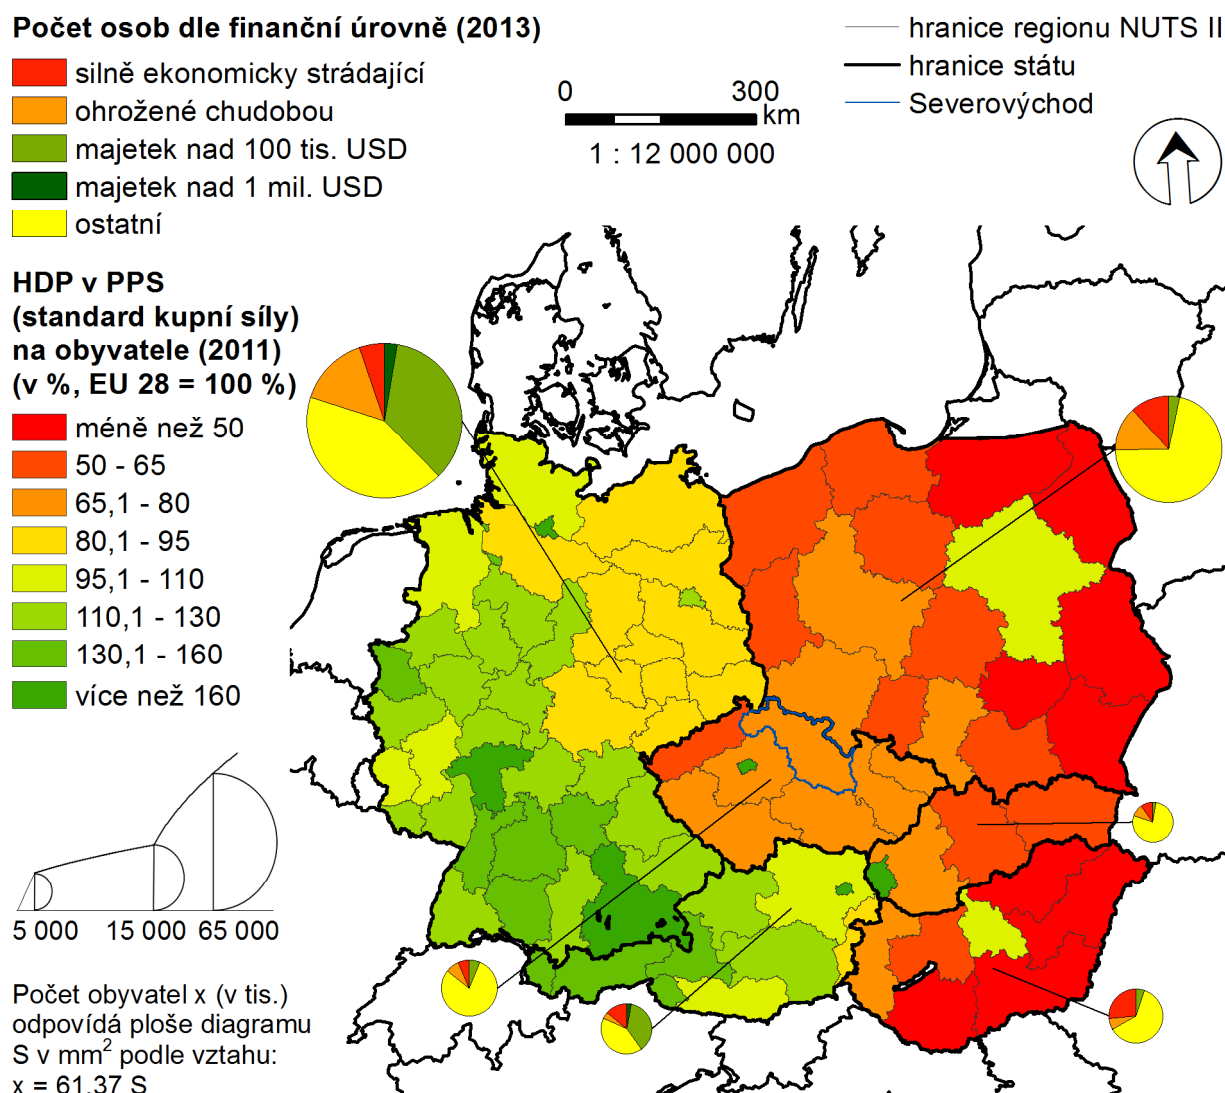 Počet osob dle finanční úrovně (2013)
silně ekonomicky strádající
ohrožené chudobou
majetek nad 100 tis. USD
majetek nad 1 mil. USD
ostatní
0 300
km
1 : 12 000 000
hranice regionu NUTS II
hranice státu
Severovýchod
HDP v PPS
(standard kupní síly)
na obyvatele (2011)
(v %, EU 28 = 100 %)
méně než 50
50 - 65
65,1 - 80
80,1 - 95
95,1 - 110
110,1 - 130
130,1 - 160
více než 160
5 000 15 000 65 000
Počet obyvatel x (v tis.)
odpovídá ploše diagramu
S v mm² podle vztahu:
x = 61,37 S